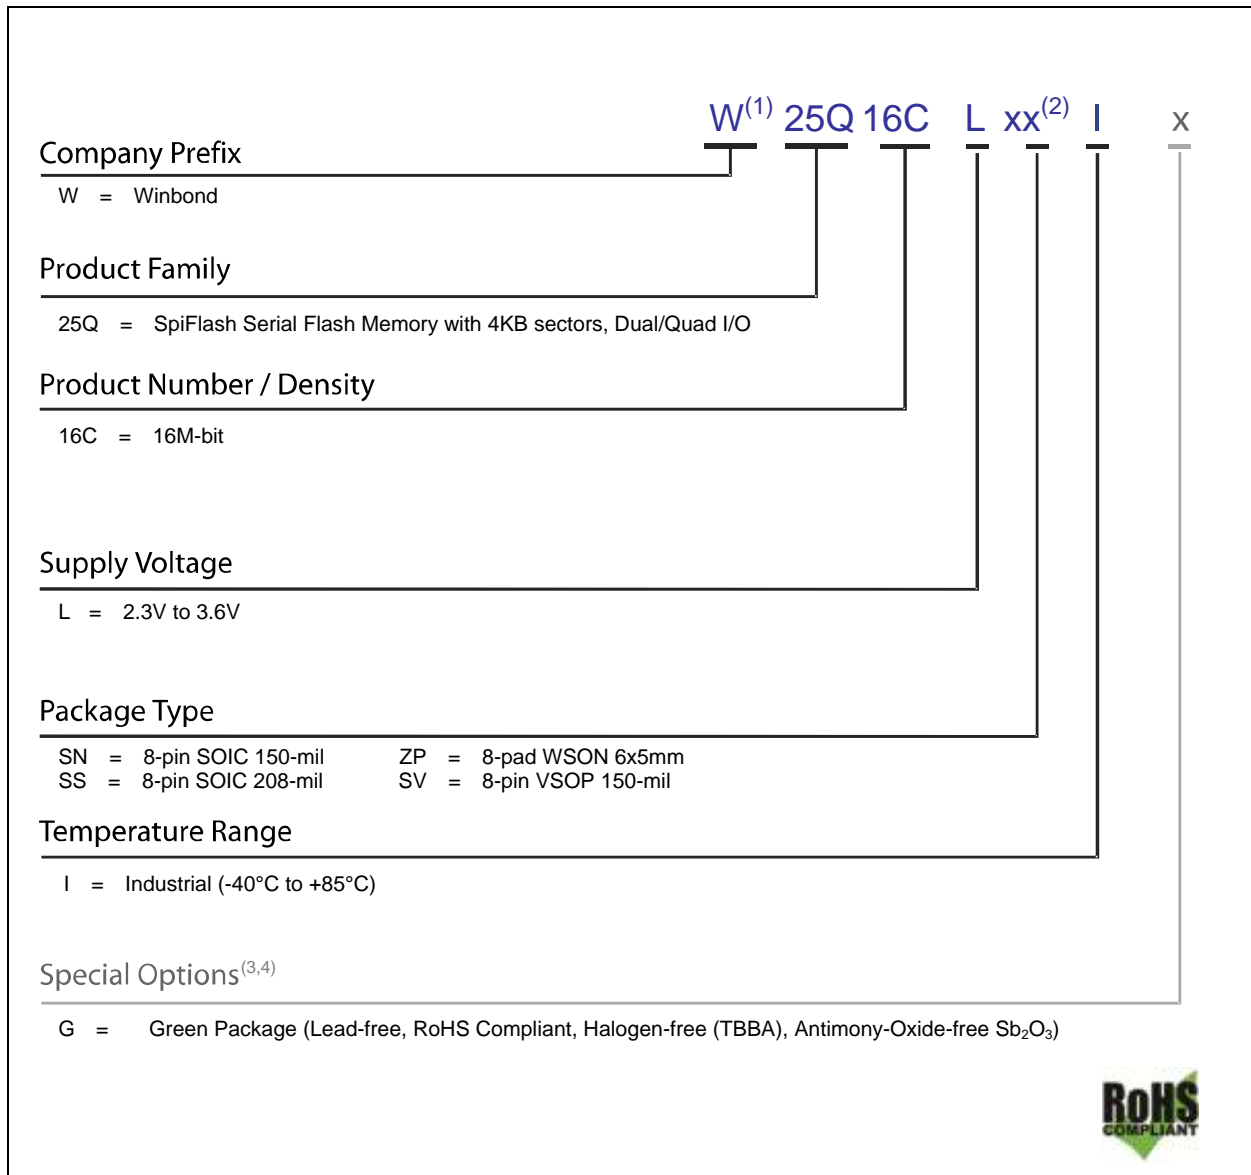 W(1) 25Q 16C L xx(2) I x
Company Prefix
W = Winbond
Product Family
25Q = SpiFlash Serial Flash Memory with 4KB sectors, Dual/Quad I/O
Product Number / Density
16C = 16M-bit
Supply Voltage
L = 2.3V to 3.6V
Package Type
SN = 8-pin SOIC 150-mil ZP = 8-pad WSON 6x5mm
SS = 8-pin SOIC 208-mil SV = 8-pin VSOP 150-mil
Temperature Range
I = Industrial (-40°C to +85°C)
Special Options(3,4)
G = Green Package (Lead-free, RoHS Compliant, Halogen-free (TBBA), Antimony-Oxide-free Sb2O3)
RoHS
COMPLIANT